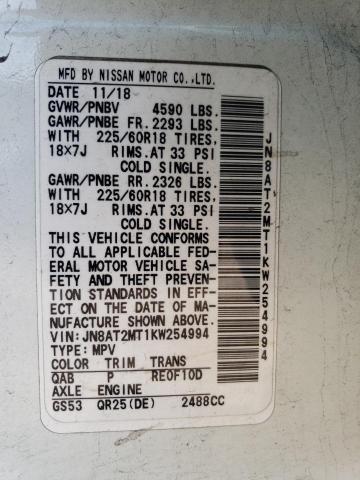 MFD BY NISSAN MOTOR CO.,LTD.
DATE 11/18
GVWR/PNBV 4590 LBS.
GAWR/PNBE FR. 2293 LBS.
WITH 225/60R18 TIRES,
18X7J RIMS. AT 33 PSI
COLD SINGLE.
GAWR/PNBE RR. 2326 LBS.
WITH 225/60R18 TIRES,
18X7J RIMS. AT 33 PSI
COLD SINGLE.
THIS VEHICLE CONFORMS
TO ALL APPLICABLE FED-
ERAL MOTOR VEHICLE SA-
FETY AND THEFT PREVEN-
TION STANDARDS IN EFF-
ECT ON THE DATE OF MA-
NUFACTURE SHOWN ABOVE.
VIN: JN8AT2MT1KW254994
TYPE: MPV
COLOR TRIM TRANS
QAB P RE0F10D
AXLE ENGINE
GS53 QR25(DE) 2488CC
JN8AT2MT1KW254994